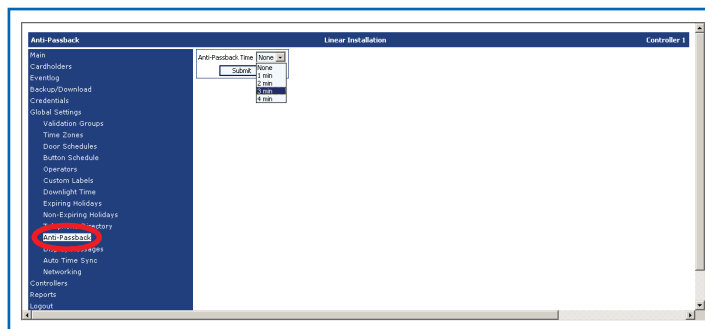 Anti-Passback Linear Installation Controller 1
Main
Cardholders
Eventlog
Backup/Download
Credentials
Global Settings
Validation Groups
Time Zones
Door Schedules
Button Schedule
Operators
Custom Labels
Downlight Time
Expiring Holidays
Non-Expiring Holidays
Anti-Passback
Auto Time Sync
Networking
Controllers
Reports
Logout
Anti-Passback Time None
Submit
None
1 min
2 min
3 min
4 min